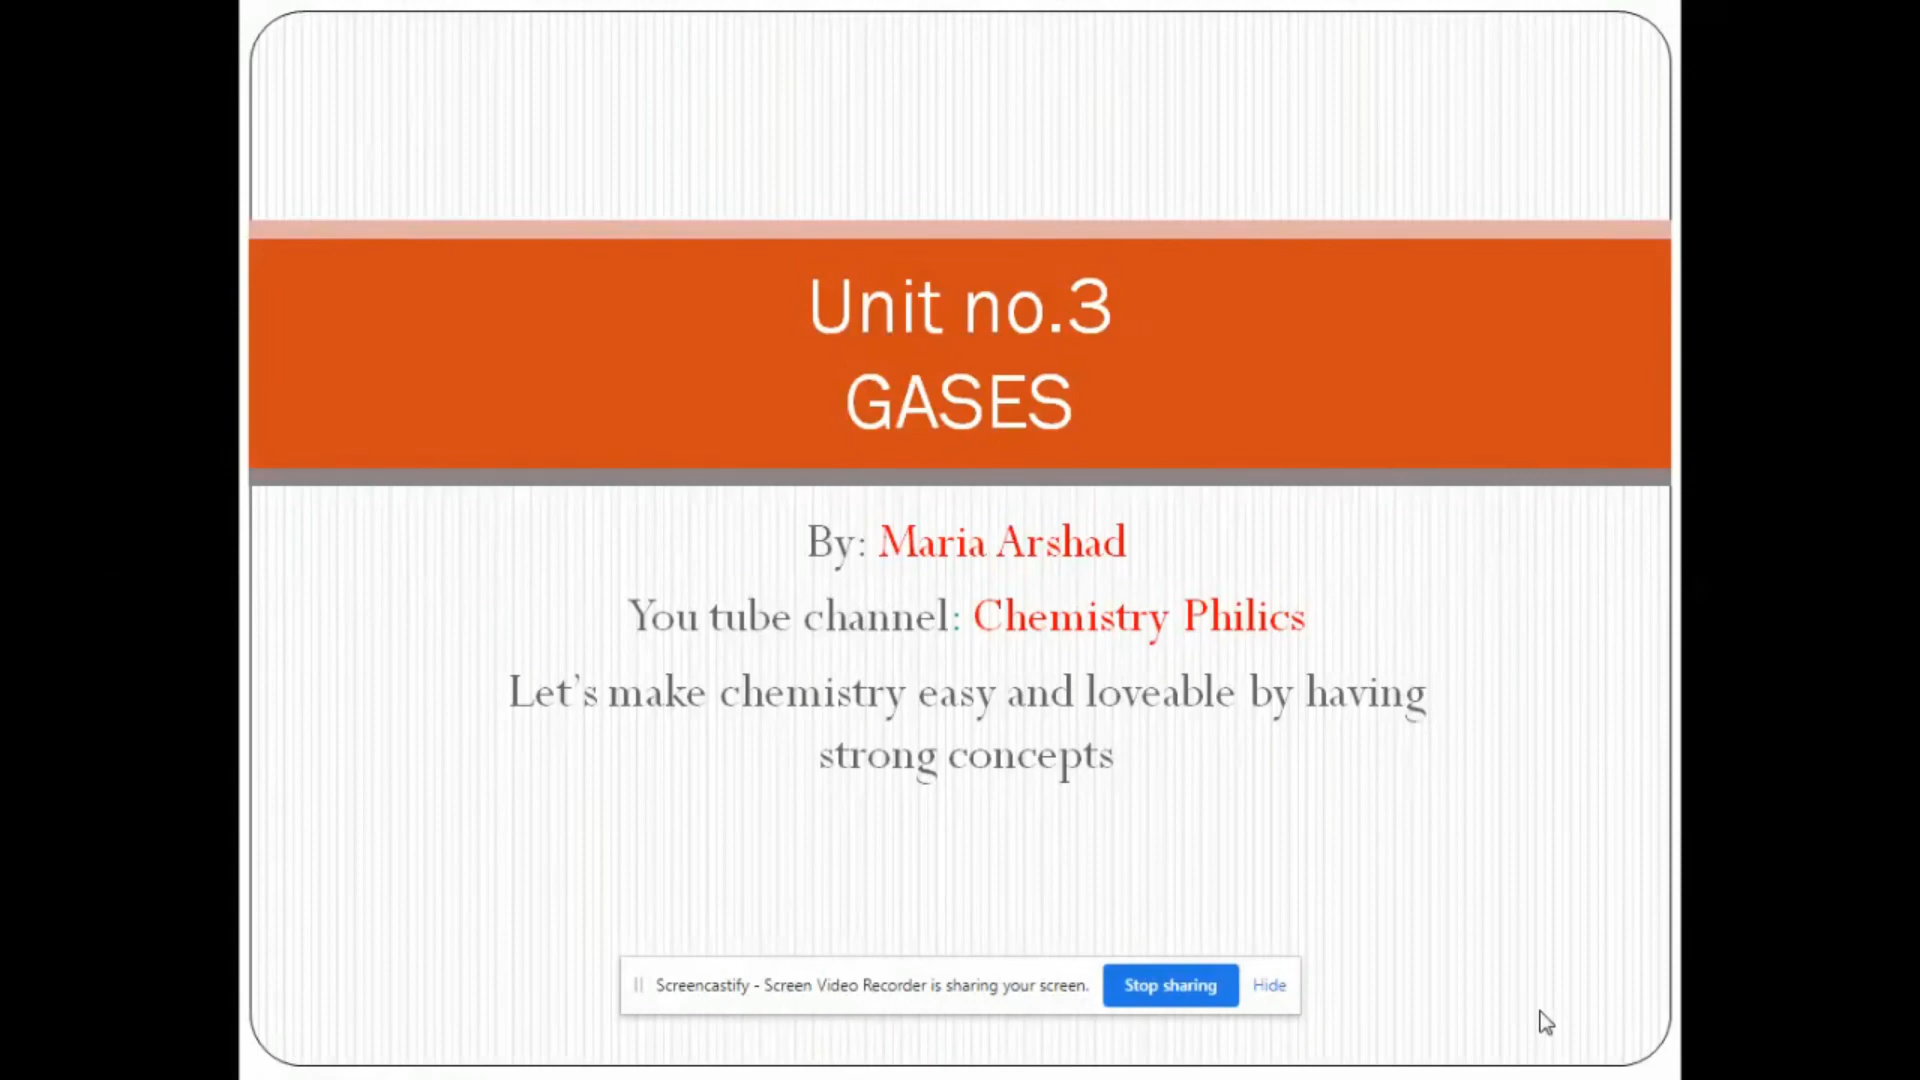 Unit no.3
GASES
By: Maria Arshad
You tube channel: Chemistry Philics
Let's make chemistry easy and loveable by having
strong concepts
Screencastify - Screen Video Recorder is sharing your screen. Stop sharing Hide